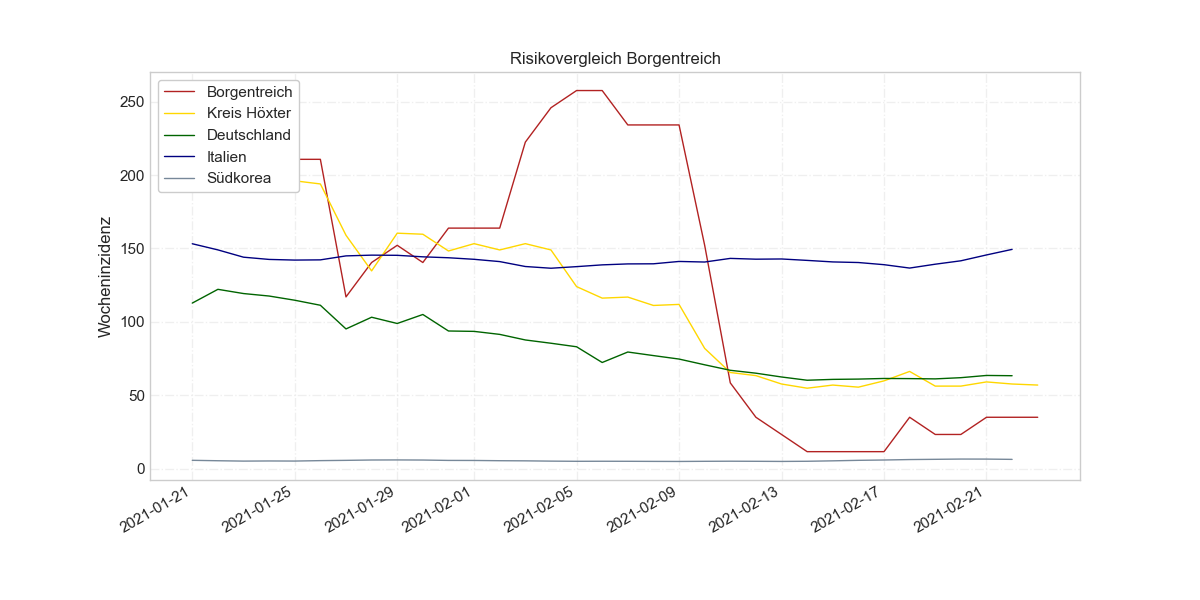 Risikovergleich Borgentreich
Borgentreich
Kreis Höxter
Deutschland
Italien
Südkorea
Wocheninzidenz
250
200
150
100
50
0
2021-01-21
2021-01-25
2021-01-29
2021-02-01
2021-02-05
2021-02-09
2021-02-13
2021-02-17
2021-02-21